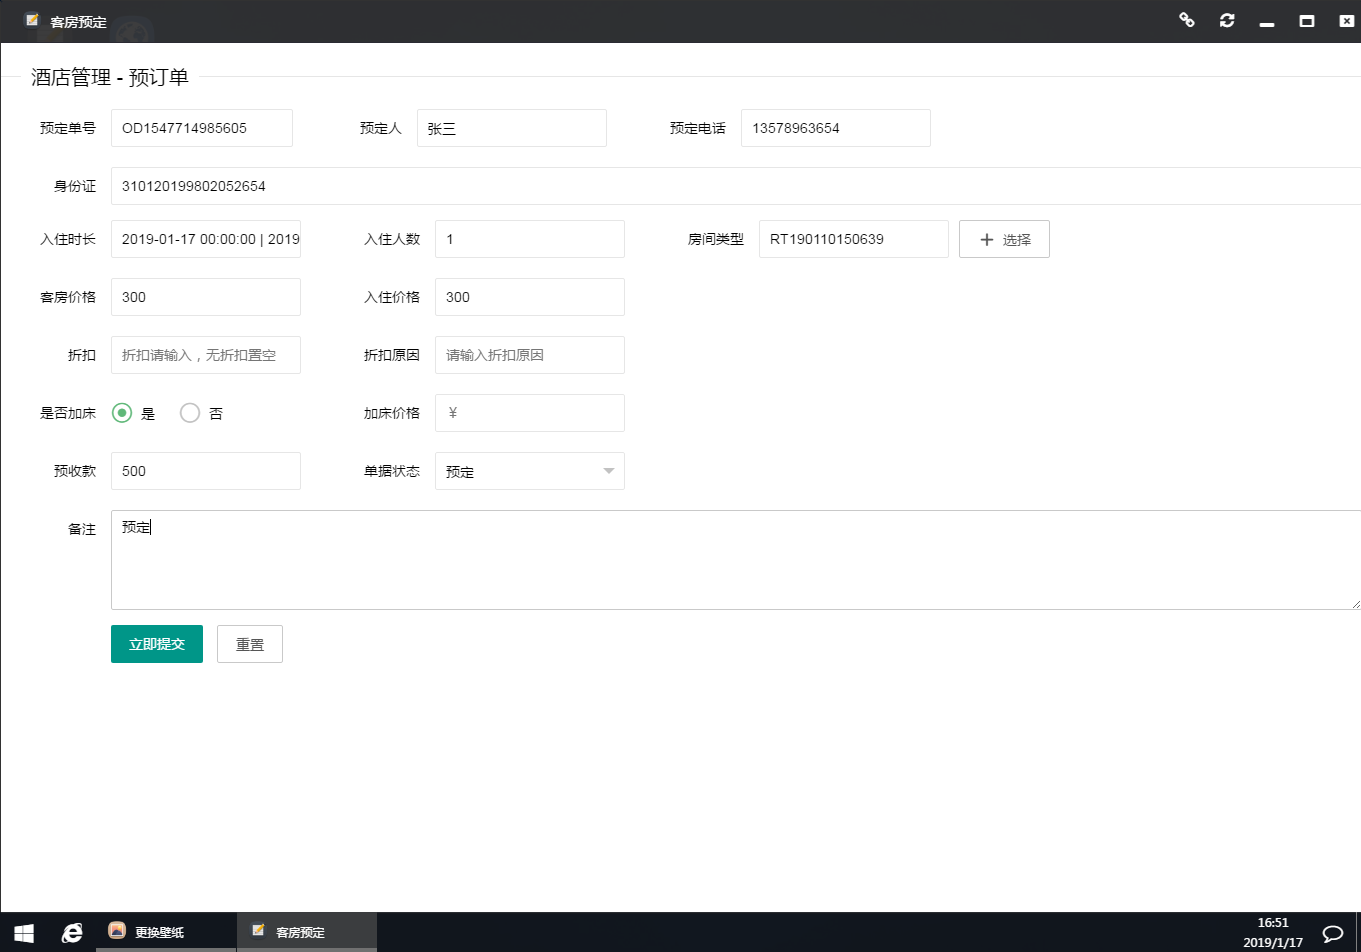 客房预定
酒店管理 - 预订单
预定单号 OD1547714985605 预定人 张三 预定电话 13578963654
身份证 310120199802052654
入住时长 2019-01-17 00:00:00 | 2019 入住人数 1 房间类型 RT190110150639 选择
客房价格 300 入住价格 300
折扣 折扣请输入，无折扣置空 折扣原因 请输入折扣原因
是否加床 是 否 加床价格 ￥
预收款 500 单据状态 预定
备注 预定
立即提交 重置
更换壁纸 客房预定 16:51
2019/1/17